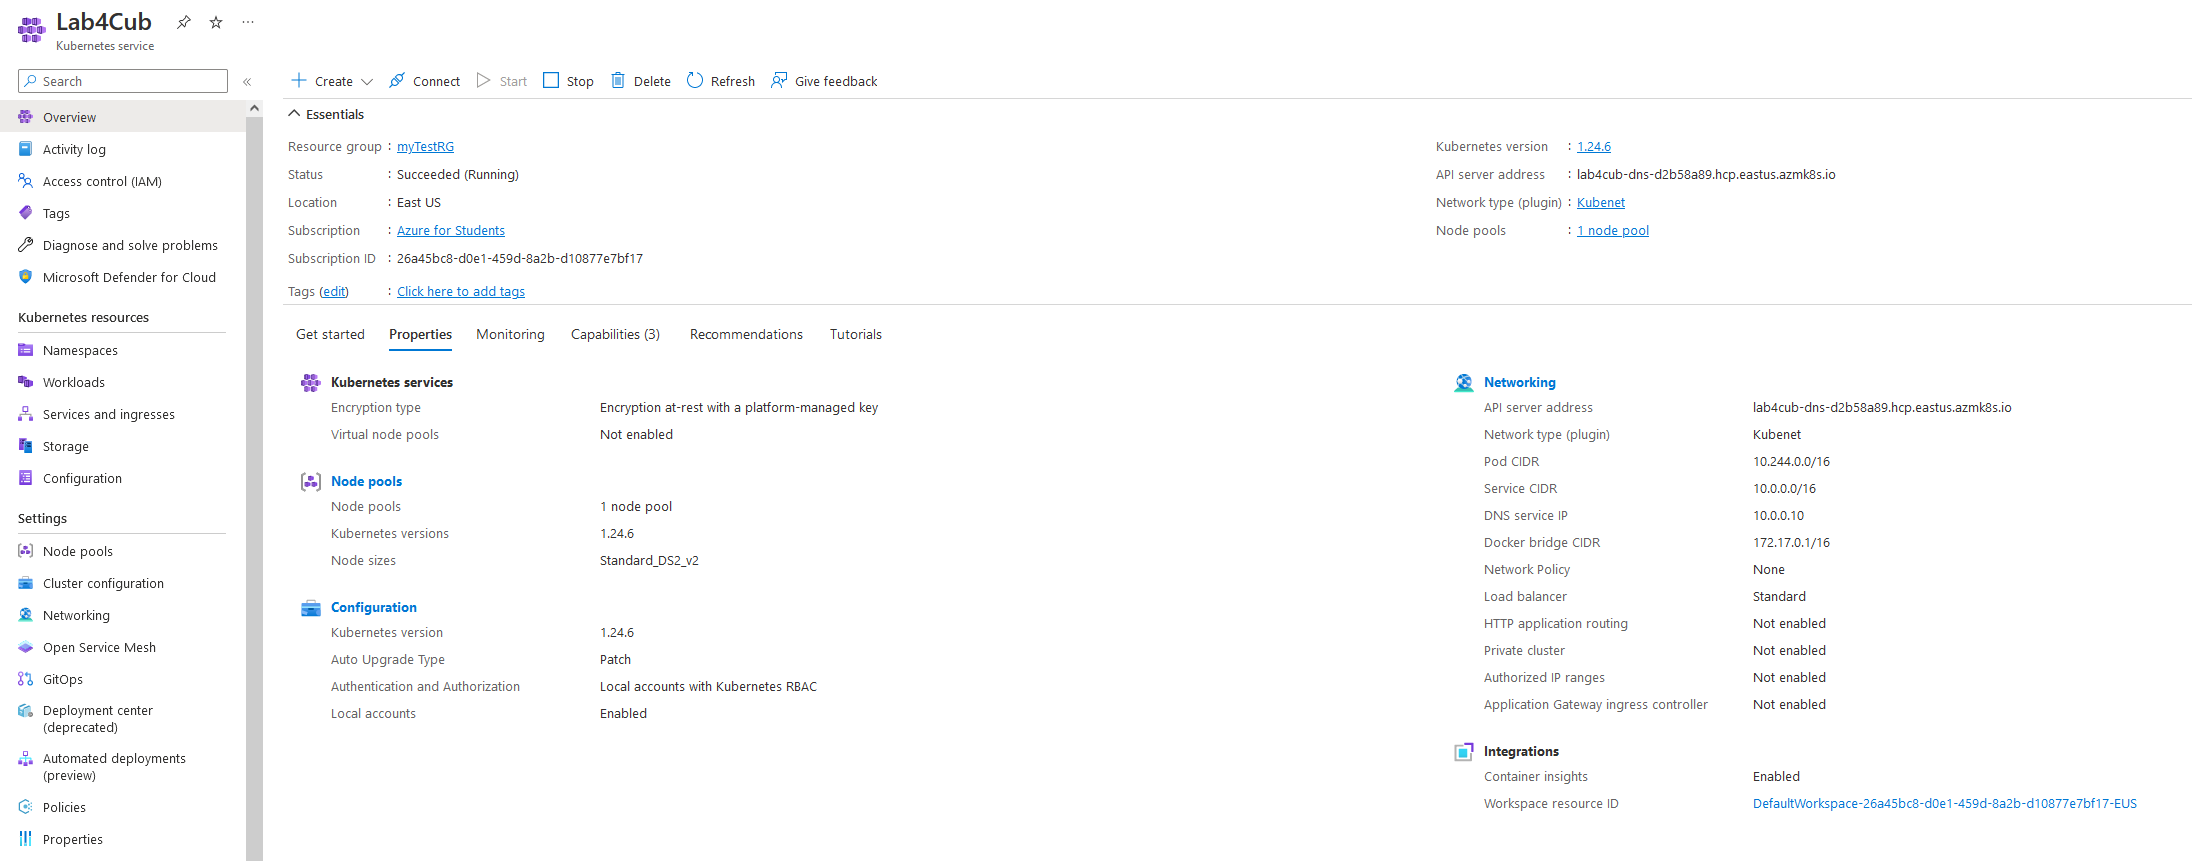 Lab4Cub
Kubernetes service
Search
Overview
Activity log
Access control (IAM)
Tags
Diagnose and solve problems
Microsoft Defender for Cloud
Kubernetes resources
Namespaces
Workloads
Services and ingresses
Storage
Configuration
Settings
Node pools
Cluster configuration
Networking
Open Service Mesh
GitOps
Deployment center
(deprecated)
Automated deployments
(preview)
Policies
Properties
Create Connect Start Stop Delete Refresh Give feedback
Essentials
Resource group : myTestRG
Status : Succeeded (Running)
Location : East US
Subscription : Azure for Students
Subscription ID : 26a45bc8-d0e1-459d-8a2b-d10877e7bf17
Tags (edit) : Click here to add tags
Kubernetes version : 1.24.6
API server address : lab4cub-dns-d2b58a89.hcp.eastus.azmk8s.io
Network type (plugin) : Kubenet
Node pools : 1 node pool
Get started Properties Monitoring Capabilities (3) Recommendations Tutorials
Kubernetes services
Encryption type Encryption at-rest with a platform-managed key
Virtual node pools Not enabled
Node pools
Node pools 1 node pool
Kubernetes versions 1.24.6
Node sizes Standard_DS2_v2
Configuration
Kubernetes version 1.24.6
Auto Upgrade Type Patch
Authentication and Authorization Local accounts with Kubernetes RBAC
Local accounts Enabled
Networking
API server address lab4cub-dns-d2b58a89.hcp.eastus.azmk8s.io
Network type (plugin) Kubenet
Pod CIDR 10.244.0.0/16
Service CIDR 10.0.0.0/16
DNS service IP 10.0.0.10
Docker bridge CIDR 172.17.0.1/16
Network Policy None
Load balancer Standard
HTTP application routing Not enabled
Private cluster Not enabled
Authorized IP ranges Not enabled
Application Gateway ingress controller Not enabled
Integrations
Container insights Enabled
Workspace resource ID DefaultWorkspace-26a45bc8-d0e1-459d-8a2b-d10877e7bf17-EUS